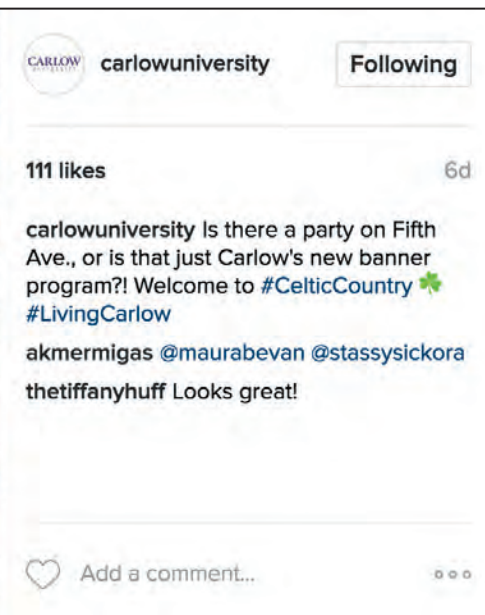 CARLOW
UNIVERSITY
carlowuniversity
Following
111 likes
6d
carlowuniversity Is there a party on Fifth
Ave., or is that just Carlow's new banner
program?! Welcome to #CelticCountry ☘️
#LivingCarlow
akmermigas @maurabevan @stassysickora
thetiffanyhuff Looks great!
Add a comment...